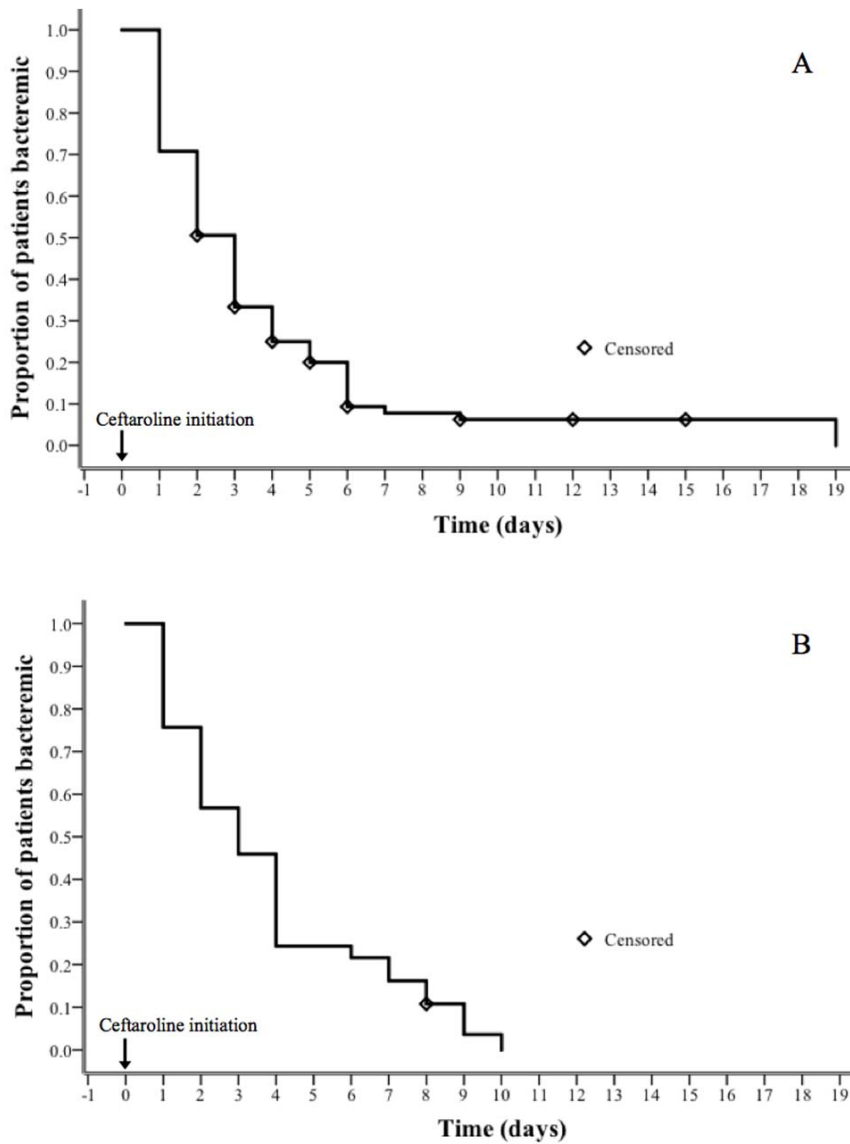 A
Proportion of patients bacteremic
1.0
0.9
0.8
0.7
0.6
0.5
0.4
0.3
0.2
0.1
0.0
Censored
Ceftaroline initiation
-1 0 1 2 3 4 5 6 7 8 9 10 11 12 13 14 15 16 17 18 19
Time (days)
B
Proportion of patients bacteremic
1.0
0.9
0.8
0.7
0.6
0.5
0.4
0.3
0.2
0.1
0.0
Censored
Ceftaroline initiation
-1 0 1 2 3 4 5 6 7 8 9 10 11 12 13 14 15 16 17 18 19
Time (days)